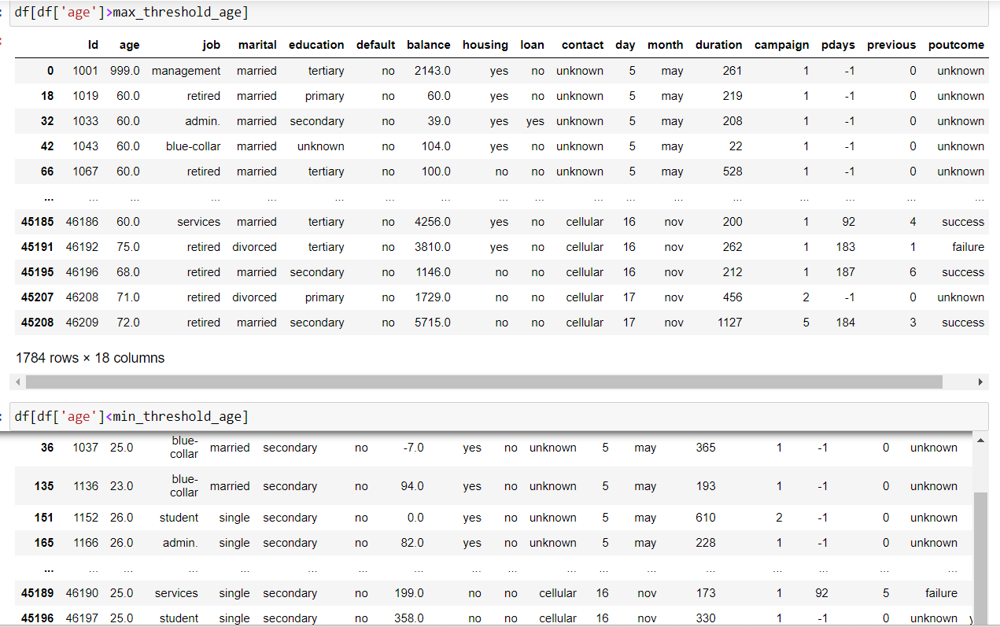 df[df['age']>max_threshold_age]
Id age job marital education default balance housing loan contact day month duration campaign pdays previous poutcome
0 1001 999.0 management married tertiary no 2143.0 yes no unknown 5 may 261 1 -1 0 unknown
18 1019 60.0 retired married primary no 60.0 yes no unknown 5 may 219 1 -1 0 unknown
32 1033 60.0 admin. married secondary no 39.0 yes yes unknown 5 may 208 1 -1 0 unknown
42 1043 60.0 blue-collar married unknown no 104.0 yes no unknown 5 may 22 1 -1 0 unknown
66 1067 60.0 retired married tertiary no 100.0 no no unknown 5 may 528 1 -1 0 unknown
... ... ... ... ... ... ... ... ... ... ... ... ... ... ... ... ... ...
45185 46186 60.0 services married tertiary no 4256.0 yes no cellular 16 nov 200 1 92 4 success
45191 46192 75.0 retired divorced tertiary no 3810.0 yes no cellular 16 nov 262 1 183 1 failure
45195 46196 68.0 retired married secondary no 1146.0 no no cellular 16 nov 212 1 187 6 success
45207 46208 71.0 retired divorced primary no 1729.0 no no cellular 17 nov 456 2 -1 0 unknown
45208 46209 72.0 retired married secondary no 5715.0 no no cellular 17 nov 1127 5 184 3 success
1784 rows × 18 columns
df[df['age']<min_threshold_age]
36 1037 25.0 blue-
collar married secondary no -7.0 yes no unknown 5 may 365 1 -1 0 unknown
135 1136 23.0 blue-
collar married secondary no 94.0 yes no unknown 5 may 193 1 -1 0 unknown
151 1152 26.0 student single secondary no 0.0 yes no unknown 5 may 610 2 -1 0 unknown
165 1166 26.0 admin. single secondary no 82.0 yes no unknown 5 may 228 1 -1 0 unknown
... ... ... ... ... ... ... ... ... ... ... ... ... ... ... ... ... ...
45189 46190 25.0 services single secondary no 199.0 no no cellular 16 nov 173 1 92 5 failure
45196 46197 25.0 student single secondary no 358.0 no no cellular 16 nov 330 1 -1 0 unknown